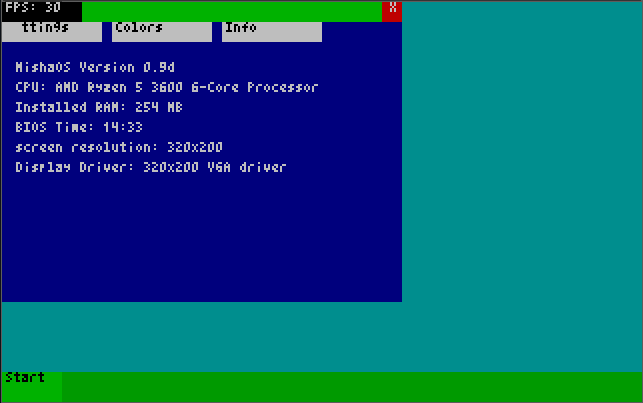 FPS: 30 X
ttings Colors Info
MishaOS Version 0.9d
CPU: AMD Ryzen 5 3600 6-Core Processor
Installed RAM: 254 MB
BIOS Time: 14:33
screen resolution: 320x200
Display Driver: 320x200 VGA driver
Start